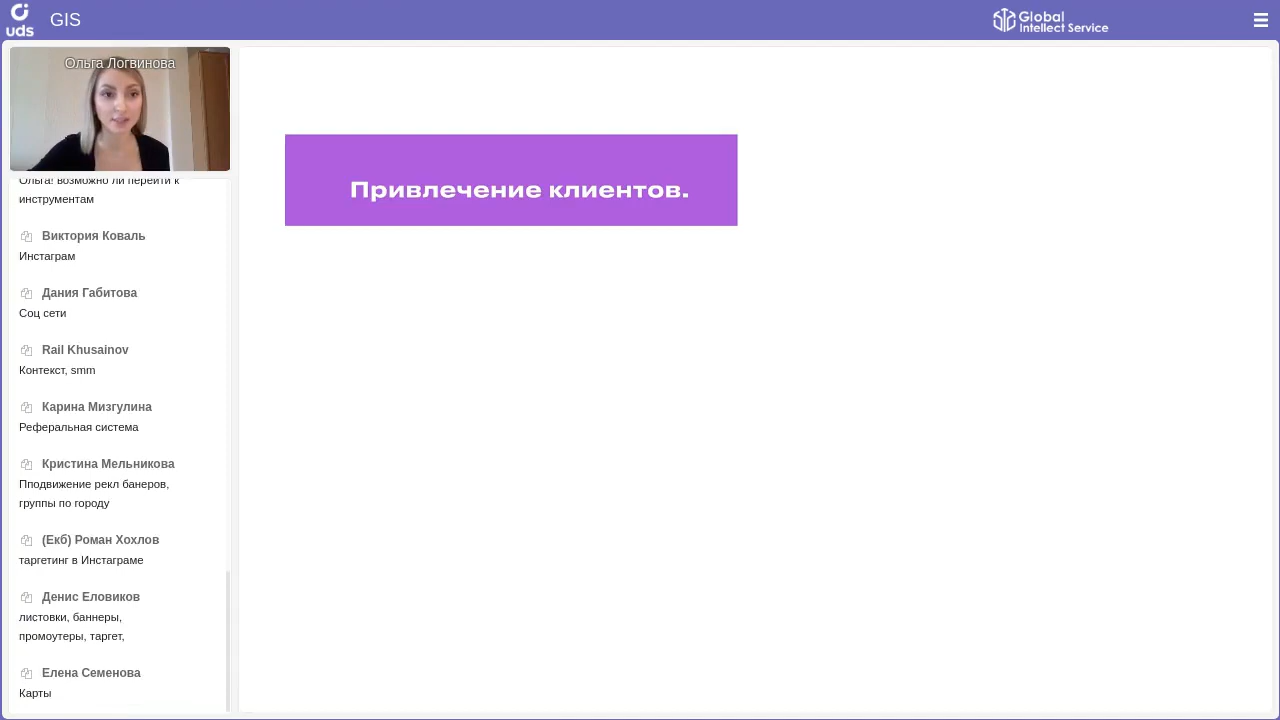 uds
GIS
Global
Intellect Service
Ольга Логвинова
Ольга! возможно ли перейти к
инструментам
Виктория Коваль
Инстаграм
Дания Габитова
Соц сети
Rail Khusainov
Контекст, smm
Карина Мизгулина
Реферальная система
Кристина Мельникова
Пподвижение рекл банеров,
группы по городу
(Екб) Роман Хохлов
таргетинг в Инстаграме
Денис Еловиков
листовки, баннеры,
промоутеры, таргет,
Елена Семенова
Карты
Привлечение клиентов.